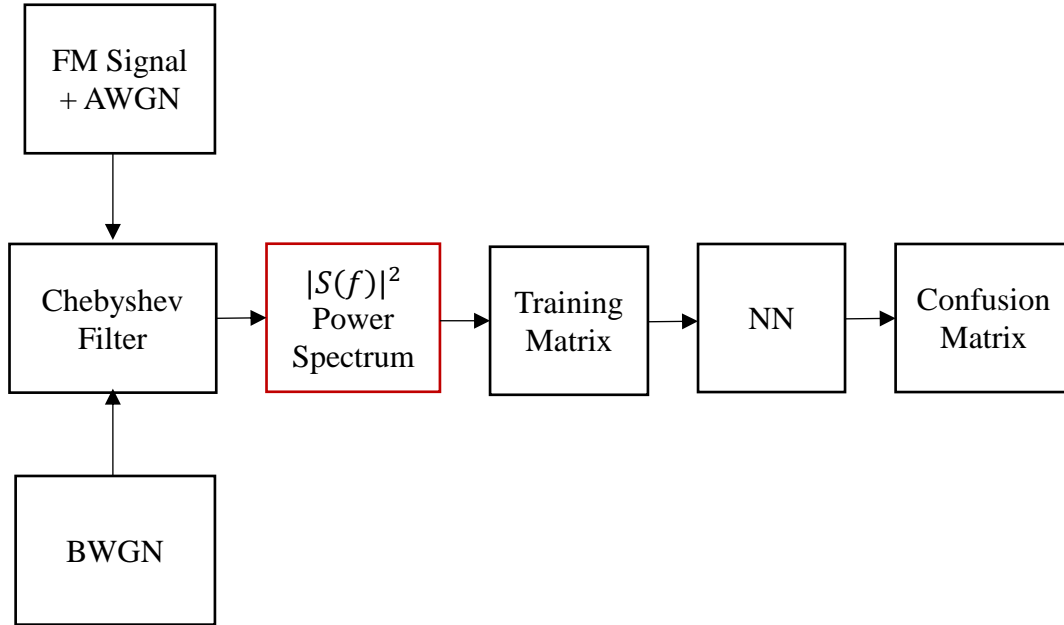 FM Signal
+ AWGN
Chebyshev
Filter
|S(f)|²
Power
Spectrum
Training
Matrix
NN
Confusion
Matrix
BWGN